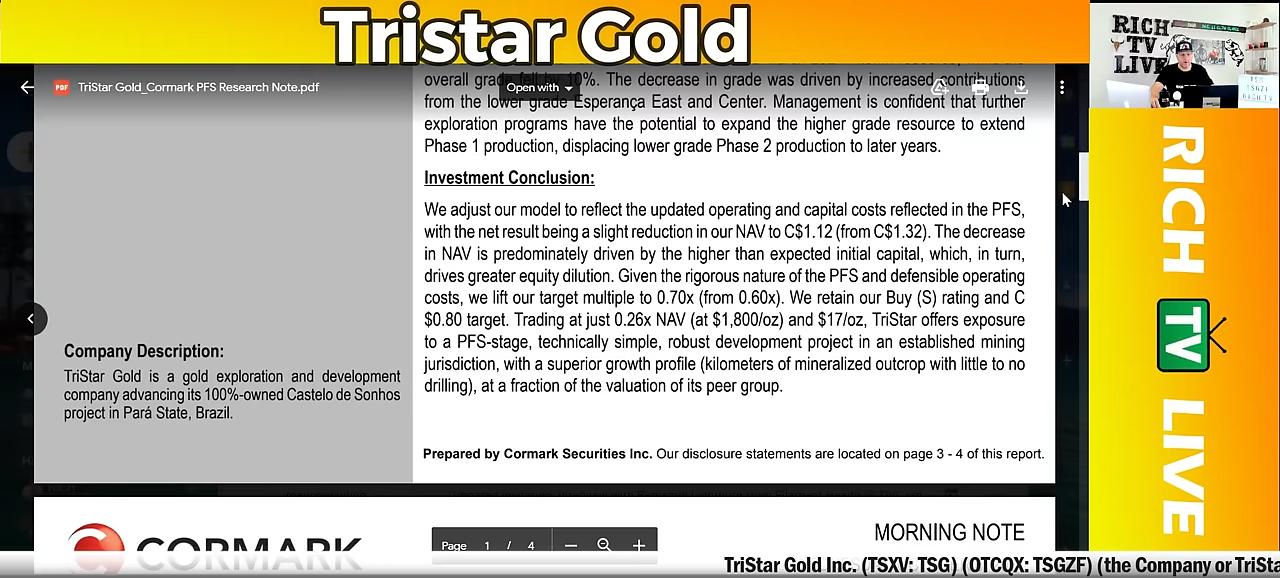 Tristar Gold
RICH
TV
LIVE
PDF TriStar Gold_Cormark PFS Research Note.pdf
Open with
overall grade fell by 10%. The decrease in grade was driven by increased contributions
from the lower grade Esperança East and Center. Management is confident that further
exploration programs have the potential to expand the higher grade resource to extend
Phase 1 production, displacing lower grade Phase 2 production to later years.
Investment Conclusion:
We adjust our model to reflect the updated operating and capital costs reflected in the PFS,
with the net result being a slight reduction in our NAV to C$1.12 (from C$1.32). The decrease
in NAV is predominately driven by the higher than expected initial capital, which, in turn,
drives greater equity dilution. Given the rigorous nature of the PFS and defensible operating
costs, we lift our target multiple to 0.70x (from 0.60x). We retain our Buy (S) rating and C
$0.80 target. Trading at just 0.26x NAV (at $1,800/oz) and $17/oz, TriStar offers exposure
to a PFS-stage, technically simple, robust development project in an established mining
jurisdiction, with a superior growth profile (kilometers of mineralized outcrop with little to no
drilling), at a fraction of the valuation of its peer group.
Company Description:
TriStar Gold is a gold exploration and development
company advancing its 100%-owned Castelo de Sonhos
project in Pará State, Brazil.
Prepared by Cormark Securities Inc. Our disclosure statements are located on page 3 - 4 of this report.
CORMARK
Page 1 / 4
MORNING NOTE
RICH
TV
LIVE
TriStar Gold Inc. (TSXV: TSG) (OTCQX: TSGZF) (the Company or TriSta